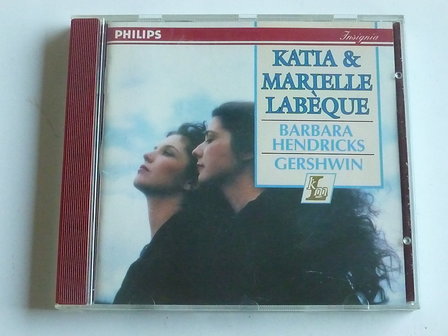 PHILIPS
Insignia
KATIA &
MARIELLE
LABÈQUE
BARBARA
HENDRICKS
GERSHWIN